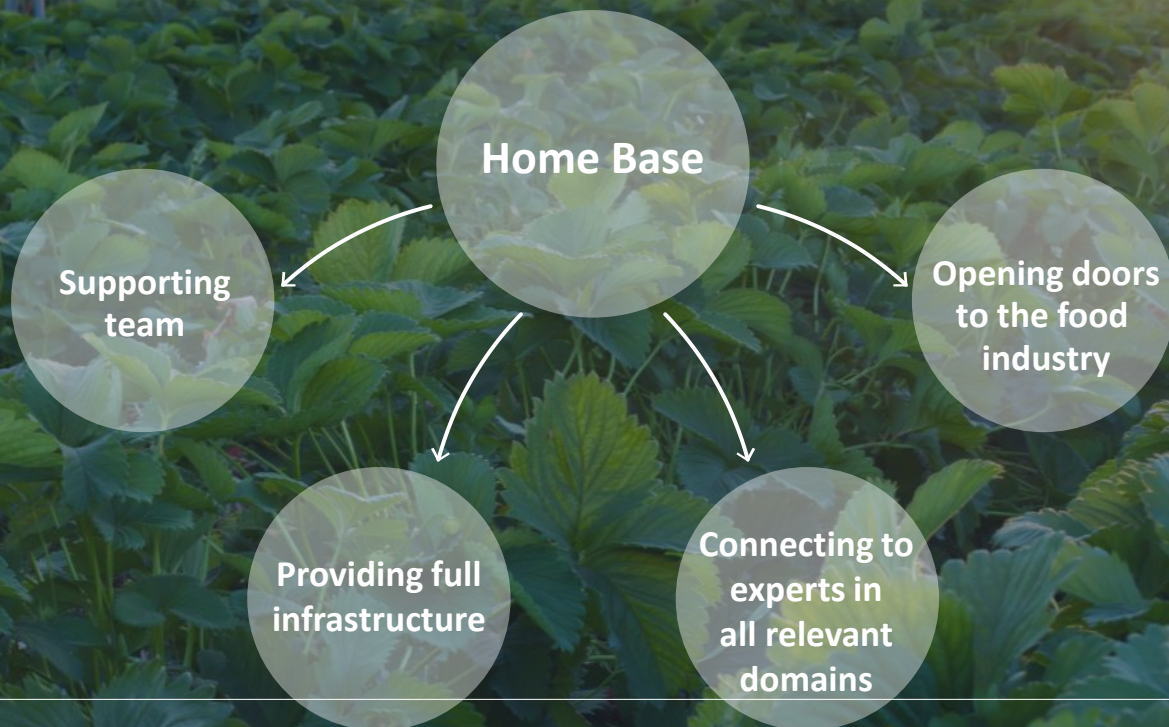 Home Base
Supporting
team
Opening doors
to the food
industry
Providing full
infrastructure
Connecting to
experts in
all relevant
domains